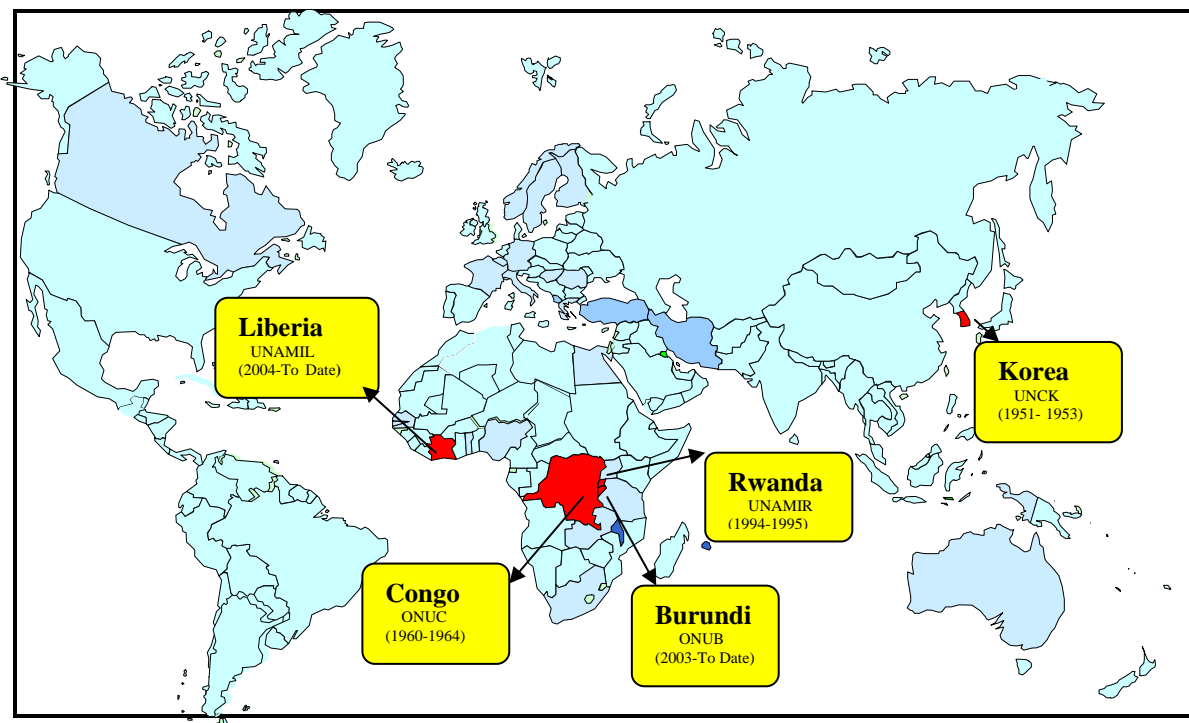 Liberia
UNAMIL
(2004-To Date)
Korea
UNCK
(1951- 1953)
Rwanda
UNAMIR
(1994-1995)
Congo
ONUC
(1960-1964)
Burundi
ONUB
(2003-To Date)